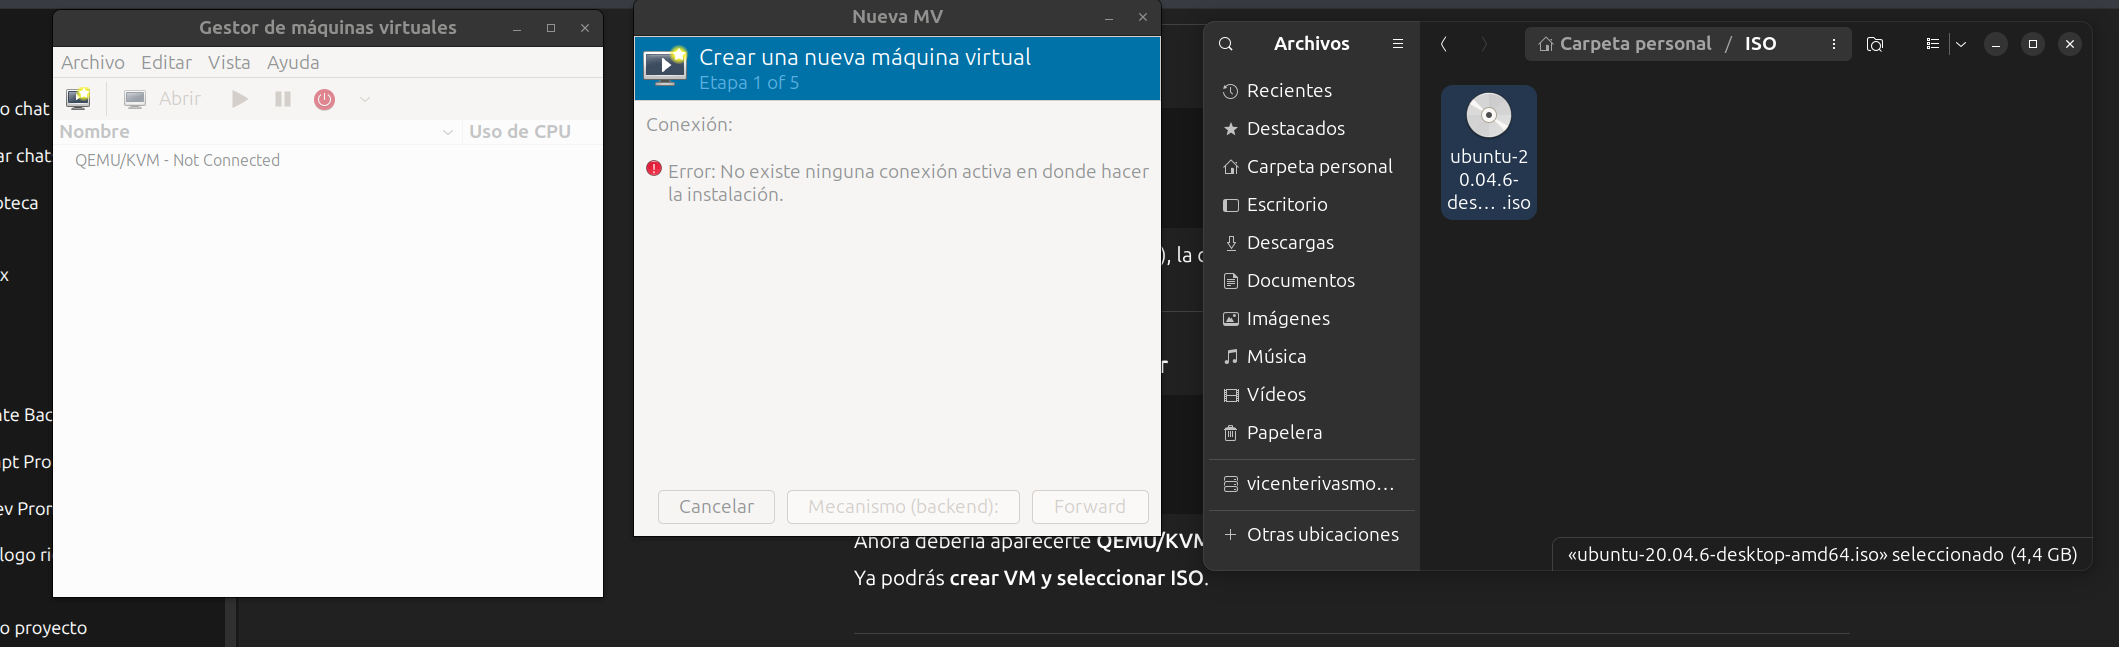 o chat
ar chat
oteca
x
nte Bac
pt Pro
ev Pror
logo ri
o proyecto
Gestor de máquinas virtuales
Archivo Editar Vista Ayuda
Abrir
Nombre Uso de CPU
QEMU/KVM - Not Connected
Nueva MV
Crear una nueva máquina virtual
Etapa 1 of 5
Conexión:
Error: No existe ninguna conexión activa en donde hacer
la instalación.
Cancelar Mecanismo (backend): Forward
), la c
r
Ahora debería aparecerte QEMU/KVM
Ya podrás crear VM y seleccionar ISO.
Archivos
Recientes
Destacados
Carpeta personal
Escritorio
Descargas
Documentos
Imágenes
Música
Vídeos
Papelera
vicenterivasmo...
+ Otras ubicaciones
Carpeta personal / ISO
ubuntu-2
0.04.6-
des... .iso
«ubuntu-20.04.6-desktop-amd64.iso» seleccionado (4,4 GB)